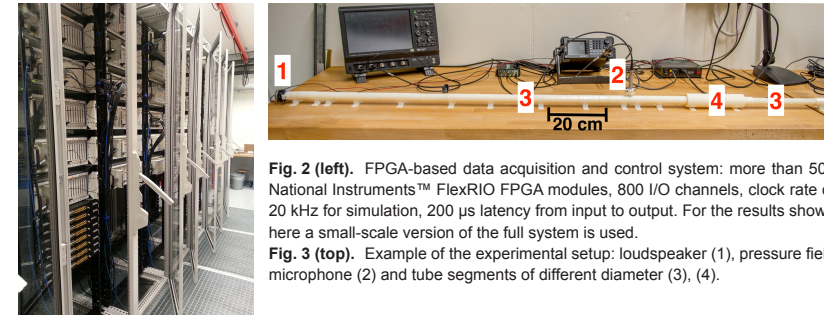 1
2
3
4
3
20 cm
Fig. 2 (left). FPGA-based data acquisition and control system: more than 50
National Instruments™ FlexRIO FPGA modules, 800 I/O channels, clock rate
20 kHz for simulation, 200 µs latency from input to output. For the results
here a small-scale version of the full system is used.
Fig. 3 (top). Example of the experimental setup: loudspeaker (1), pressure
microphone (2) and tube segments of different diameter (3), (4).